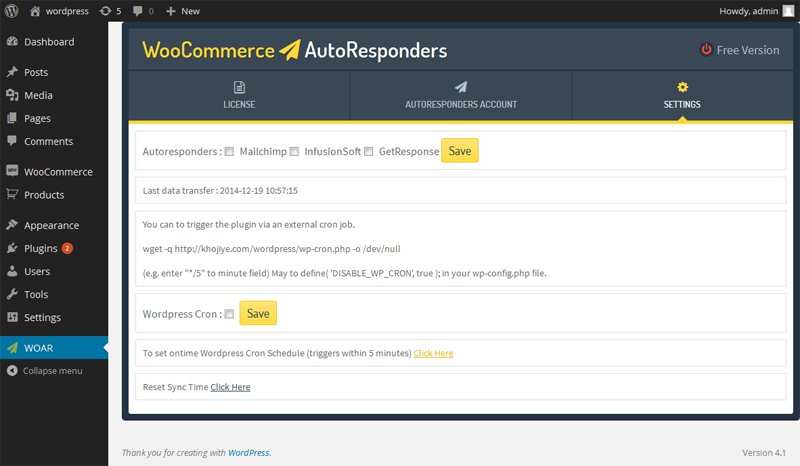 wordpress 5 0 + New Howdy, admin
Dashboard
Posts
Media
Pages
Comments
WooCommerce
Products
Appearance
Plugins 2
Users
Tools
Settings
WOAR
Collapse menu
WooCommerce AutoResponders Free Version
LICENSE AUTORESPONDERS ACCOUNT SETTINGS
Autoresponders : Mailchimp InfusionSoft GetResponse Save
Last data transfer : 2014-12-19 10:57:15
You can to trigger the plugin via an external cron job.
wget -q http://khojiye.com/wordpress/wp-cron.php -o /dev/null
(e.g. enter "*/5" to minute field) May to define( 'DISABLE_WP_CRON', true ); in your wp-config.php file.
Wordpress Cron : Save
To set ontime Wordpress Cron Schedule (triggers within 5 minutes) Click Here
Reset Sync Time Click Here
Thank you for creating with WordPress. Version 4.1